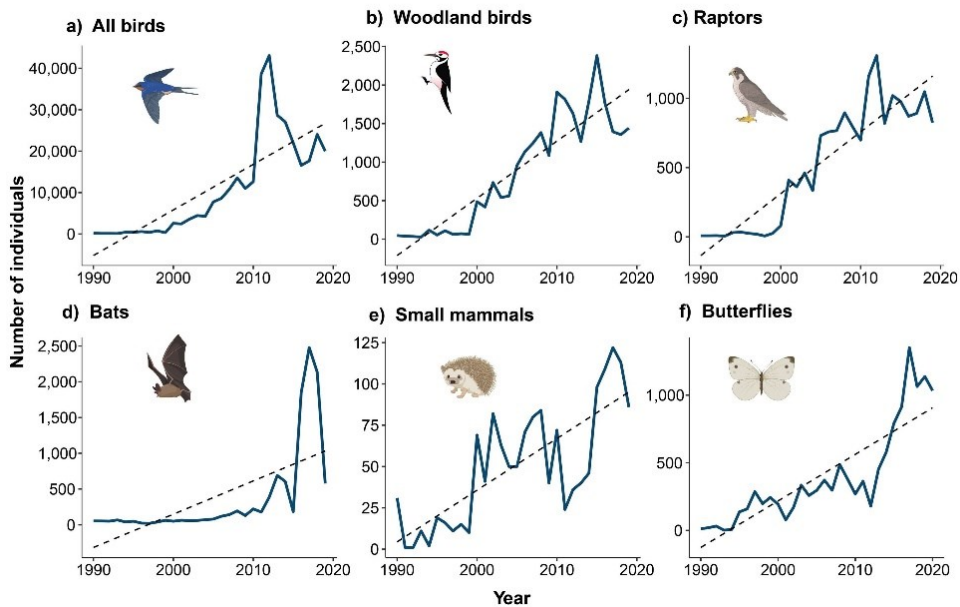 a) All birds
b) Woodland birds
c) Raptors
40,000
30,000
20,000
10,000
0
1990 2000 2010 2020
2,500
2,000
1,500
1,000
500
0
1990 2000 2010 2020
1,000
500
0
1990 2000 2010 2020
Number of individuals
d) Bats
e) Small mammals
f) Butterflies
2,500
2,000
1,500
1,000
500
0
1990 2000 2010 2020
125
100
75
50
25
0
1990 2000 2010 2020
1,000
500
0
1990 2000 2010 2020
Year